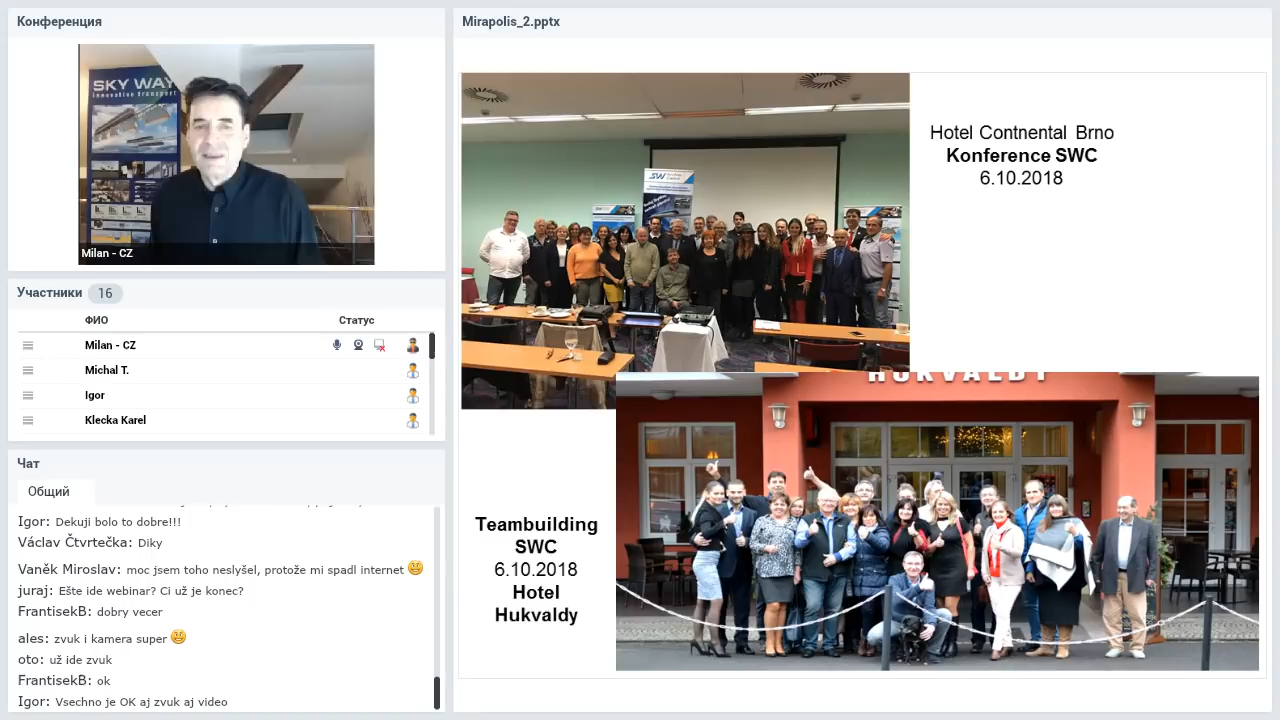 Конференция
SKY WAY
innovative transport
Milan - CZ
Участники 16
ФИО Статус
Milan - CZ
Michal T.
Igor
Klecka Karel
Чат
Общий
Igor: Dekuji bolo to dobre!!!
Václav Čtvrtečka: Diky
Vaněk Miroslav: moc jsem toho neslyšel, protože mi spadl internet
juraj: Ešte ide webinar? Ci už je konec?
FrantisekB: dobry vecer
ales: zvuk i kamera super
oto: už ide zvuk
FrantisekB: ok
Igor: Vsechno je OK aj zvuk aj video
Mirapolis_2.pptx
Hotel Contnental Brno
Konference SWC
6.10.2018
SW
HUKVALDY
Teambuilding
SWC
6.10.2018
Hotel
Hukvaldy